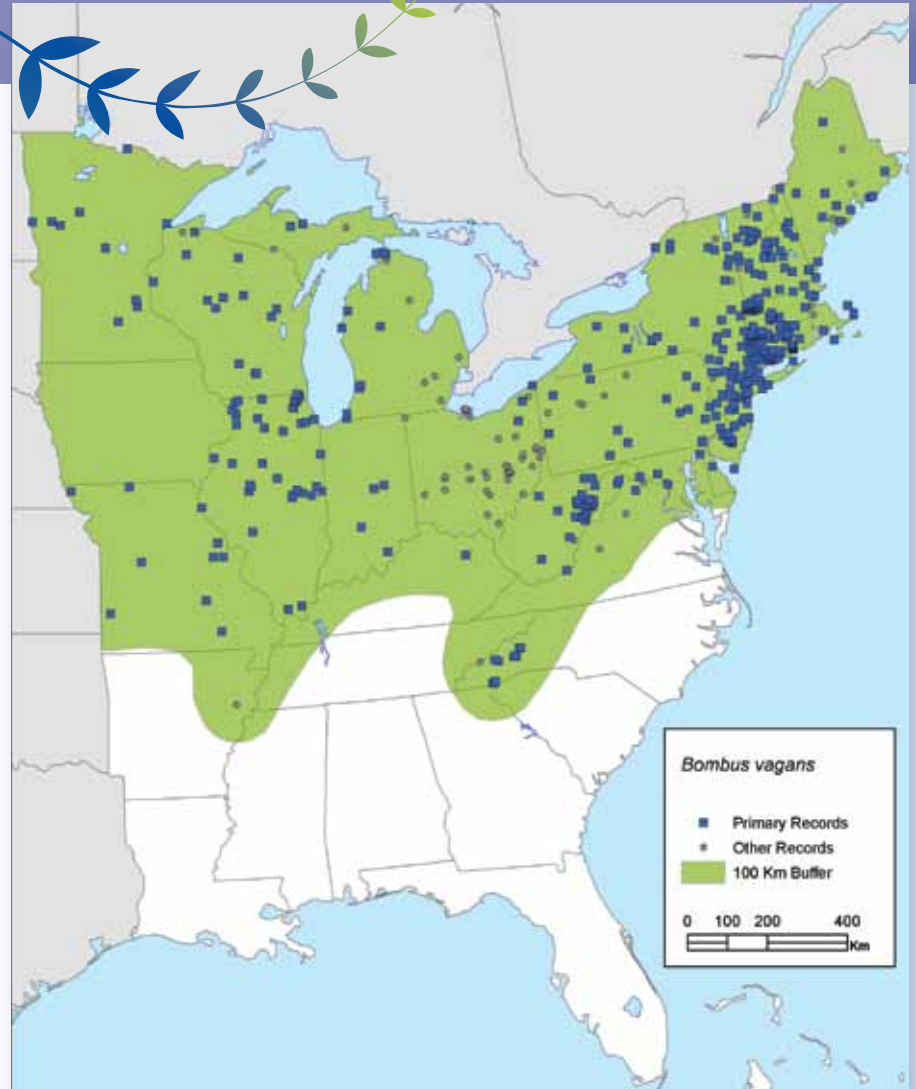 Bombus vagans
Primary Records
Other Records
100 Km Buffer
0 100 200 400
Km